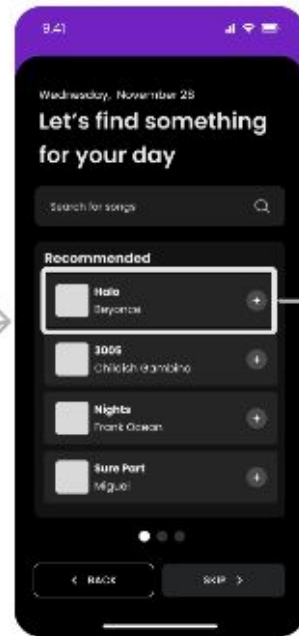 9:41
Wednesday, November 28
Let's find something
for your day
Search for songs
Recommended
Halo
Beyonce
3005
Childish Gambino
Nights
Frank Ocean
Sure Part
Miguel
< BACK
SKIP >